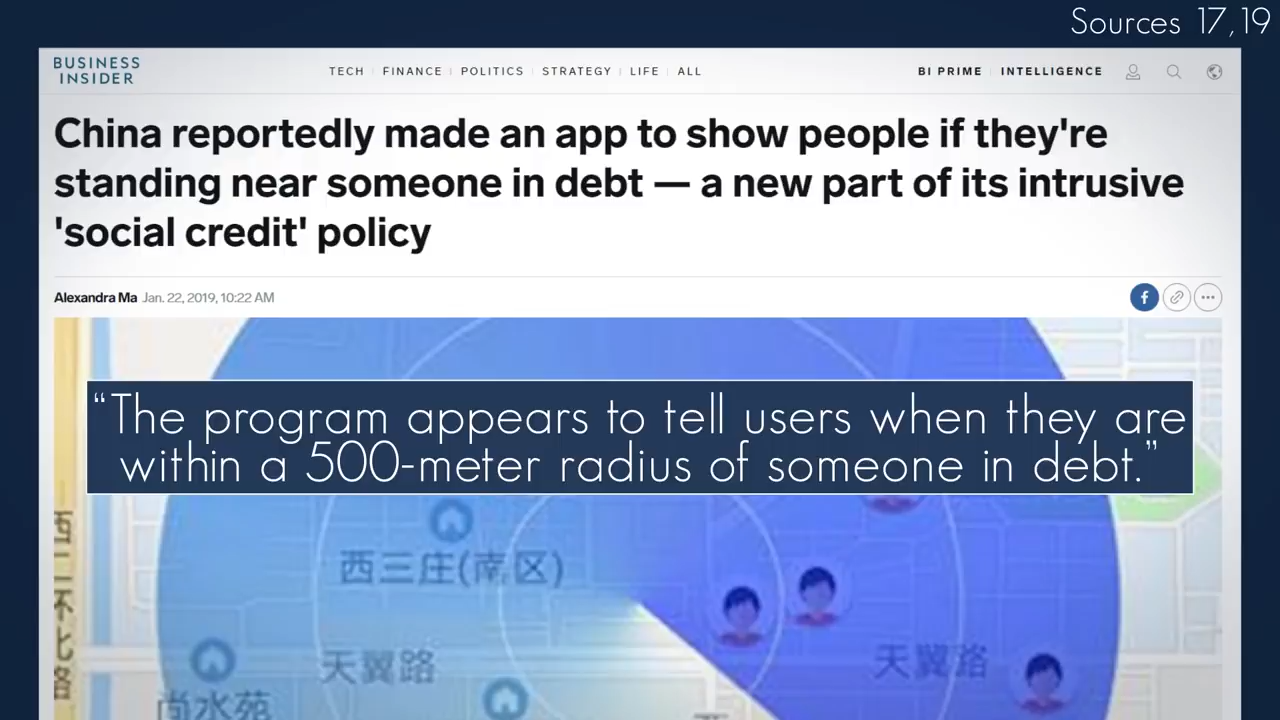 Sources 17,19
BUSINESS
INSIDER
TECH FINANCE POLITICS STRATEGY LIFE ALL
BI PRIME INTELLIGENCE
China reportedly made an app to show people if they're
standing near someone in debt — a new part of its intrusive
'social credit' policy
Alexandra Ma Jan. 22, 2019, 10:22 AM
“The program appears to tell users when they are
within a 500-meter radius of someone in debt.”
西三庄(南区)
天翼路
天翼路
尚水苑